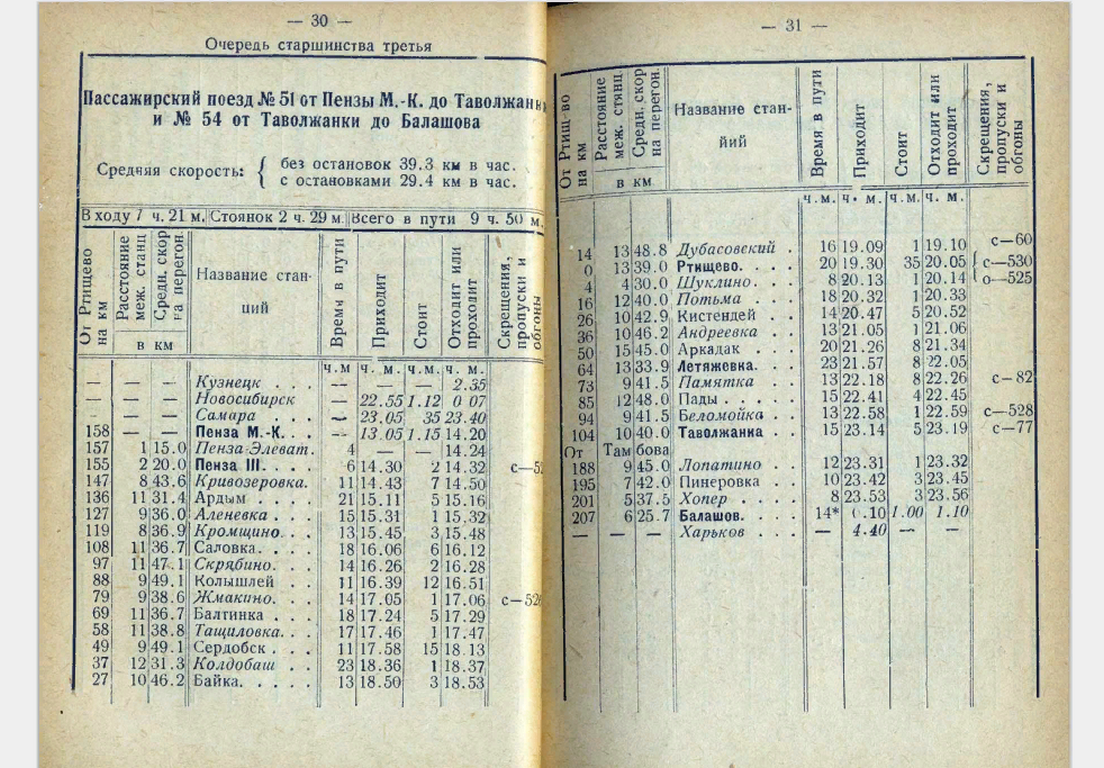 — 30 —
Очередь старшинства третья
Пассажирский поезд № 51 от Пензы М.-К. до Таволжанки
и № 54 от Таволжанки до Балашова
Средняя скорость: { без остановок 39.3 км в час.
с остановками 29.4 км в час.
В ходу 7 ч. 21 м. Стоянок 2 ч. 29 м. Всего в пути 9 ч. 50 м.
От Ртищево на км | Расстояние меж. станц. | Средн. скор на перегон. | Название стан- | Время в пути | Приходит | Стоит | Отходит или проходит | Скрещения, пропуски и обгоны
ций
в км
ч.м ч. м. ч.м. ч. м.
— — — Кузнецк . . . — — — 2.35
— — — Новосибирск — 22.55 1.12 0 07
— — — Самара . . . — 23.05 35 23.40
158 — — Пенза М.-К. . . — 13.05 1.15 14.20
157 1 15.0 Пенза-Элеват. 4 — — 14.24
155 2 20.0 Пенза III. . . . 6 14.30 2 14.32
147 8 43.6 Кривозеровка. 11 14.43 7 14.50
136 11 31.4 Ардым . . . . 21 15.11 5 15.16
127 9 36.0 Аленевка . . . 15 15.31 1 15.32
119 8 36.9 Кромщино. . . 13 15.45 3 15.48
108 11 36.7 Саловка. . . . 18 16.06 6 16.12
97 11 47.1 Скрябино. . . 14 16.26 2 16.28
88 9 49.1 Колышлей . . 11 16.39 12 16.51
79 9 38.6 Жмакино. . . 14 17.05 1 17.06
69 11 36.7 Балтинка . . . 18 17.24 5 17.29
58 11 38.8 Тащиловка. . . 17 17.46 1 17.47
49 9 49.1 Сердобск . . . 11 17.58 15 18.13
37 12 31.3 Колдобаш . . 23 18.36 1 18.37
27 10 46.2 Байка. . . . . 13 18.50 3 18.53
— 31 —
От Ртищ-во на км | Расстояние меж. стянц | Средн. скор на перегон. | Название стан- | Время в пути | Приходит | Стоит | Отходит или проходит | Скрещения, пропуски и обгоны
йий
в км
ч.м. ч. м. ч.м. ч. м.
14 13 48.8 Дубасовский . 16 19.09 1 19.10 с—60
0 13 39.0 Ртищево. . . . 20 19.30 35 20.05 { с—530
4 4 30.0 Шуклино. . . 8 20.13 1 20.14 о—525
16 12 40.0 Потьма . . . 18 20.32 1 20.33
26 10 42.9 Кистендей . . 14 20.47 5 20.52
36 10 46.2 Андреевка . . 13 21.05 1 21.06
50 15 45.0 Аркадак . . . 20 21.26 8 21.34
64 13 33.9 Летяжевка. . . 23 21.57 8 22.05
73 9 41.5 Памятка . . . 13 22.18 8 22.26 с—82
85 12 48.0 Пады . . . . 15 22.41 4 22.45
94 9 41.5 Беломойка . . 13 22.58 1 22.59 с—528
104 10 40.0 Таволжанка . . 15 23.14 5 23.19 с—77
От Тамбова
188 9 45.0 Лопатино . . 12 23.31 1 23.32
195 7 42.0 Пинеровка . . 10 23.42 3 23.45
201 5 37.5 Хопер . . . . 8 23.53 3 23.56
207 6 25.7 Балашов. . . . 14* .10 1.00 1.10
— — — Харьков . . . — 4.40 — —